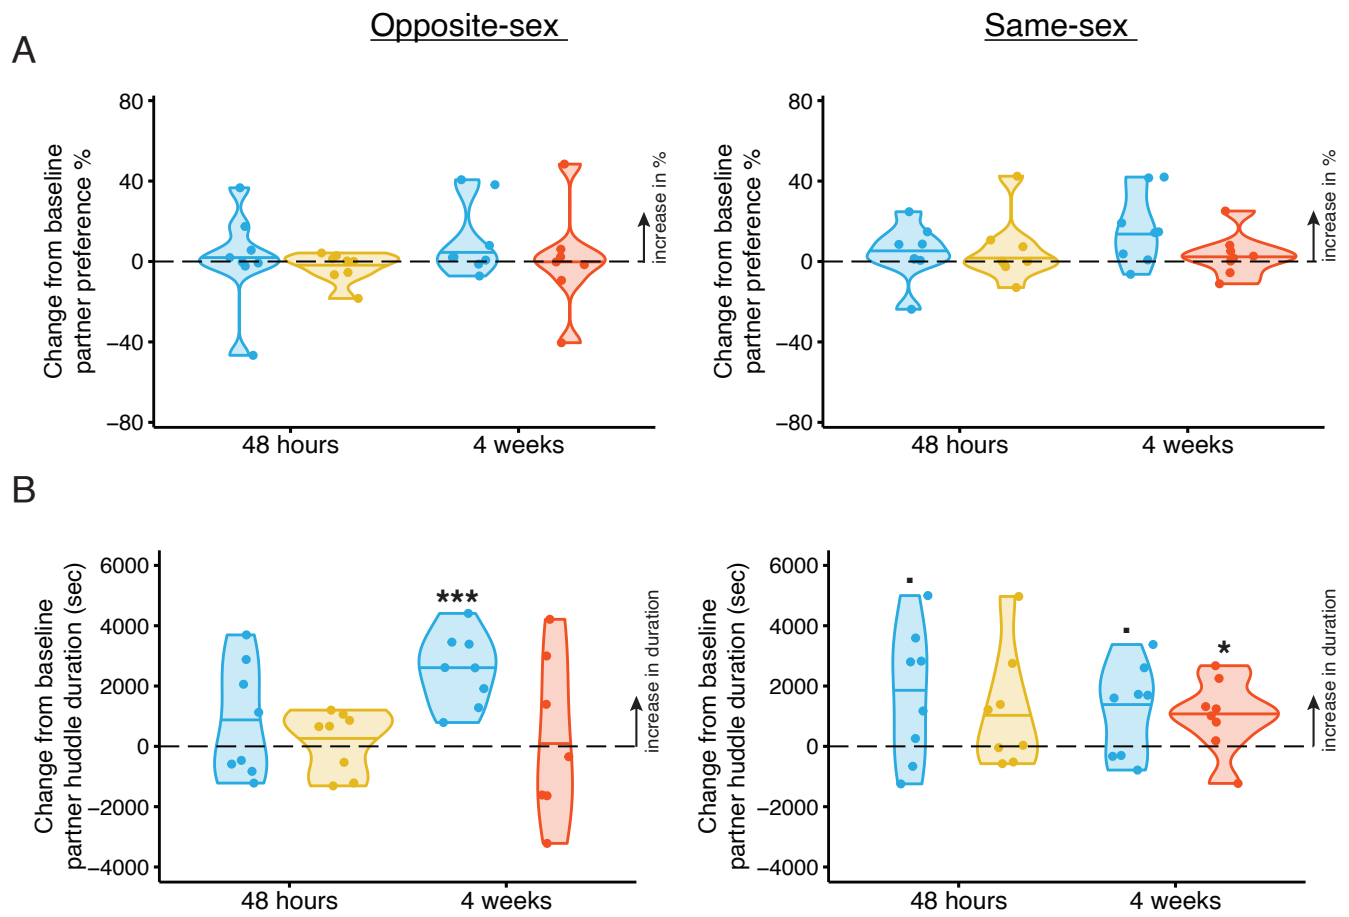 Opposite-sex
Same-sex
A
Change from baseline
partner preference %
80
40
0
−40
−80
48 hours
4 weeks
increase in %
Change from baseline
partner preference %
80
40
0
−40
−80
48 hours
4 weeks
increase in %
B
Change from baseline
partner huddle duration (sec)
6000
4000
2000
0
−2000
−4000
***
48 hours
4 weeks
increase in duration
Change from baseline
partner huddle duration (sec)
6000
4000
2000
0
−2000
−4000
.
.
*
48 hours
4 weeks
increase in duration